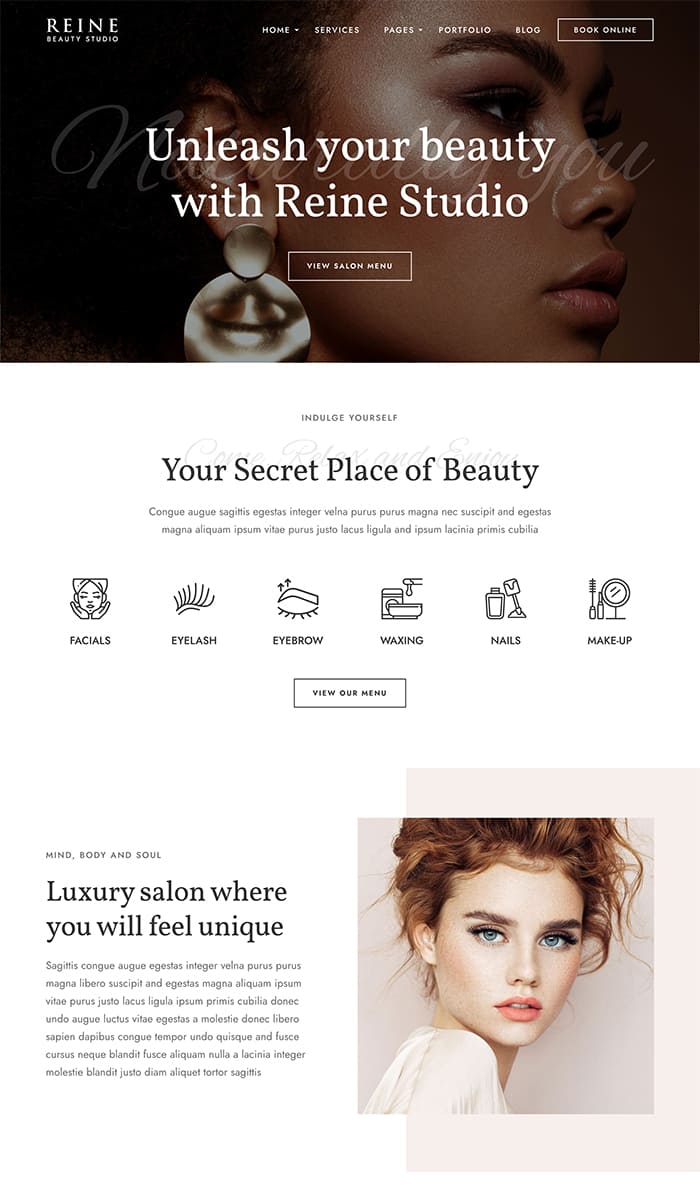 REINE
BEAUTY STUDIO
HOME SERVICES PAGES PORTFOLIO BLOG BOOK ONLINE
Naturally you
Unleash your beauty
with Reine Studio
VIEW SALON MENU
INDULGE YOURSELF
Come, Relax and Enjoy
Your Secret Place of Beauty
Congue augue sagittis egestas integer velna purus purus magna nec suscipit and egestas
magna aliquam ipsum vitae purus justo lacus ligula and ipsum lacinia primis cubilia
FACIALS EYELASH EYEBROW WAXING NAILS MAKE-UP
VIEW OUR MENU
MIND, BODY AND SOUL
Luxury salon where
you will feel unique
Sagittis congue augue egestas integer velna purus purus
magna libero suscipit and egestas magna aliquam ipsum
vitae purus justo lacus ligula ipsum primis cubilia donec
undo augue luctus vitae egestas a molestie donec libero
sapien dapibus congue tempor undo quisque and fusce
cursus neque blandit fusce aliquam nulla a lacinia integer
molestie blandit justo diam aliquet tortor sagittis